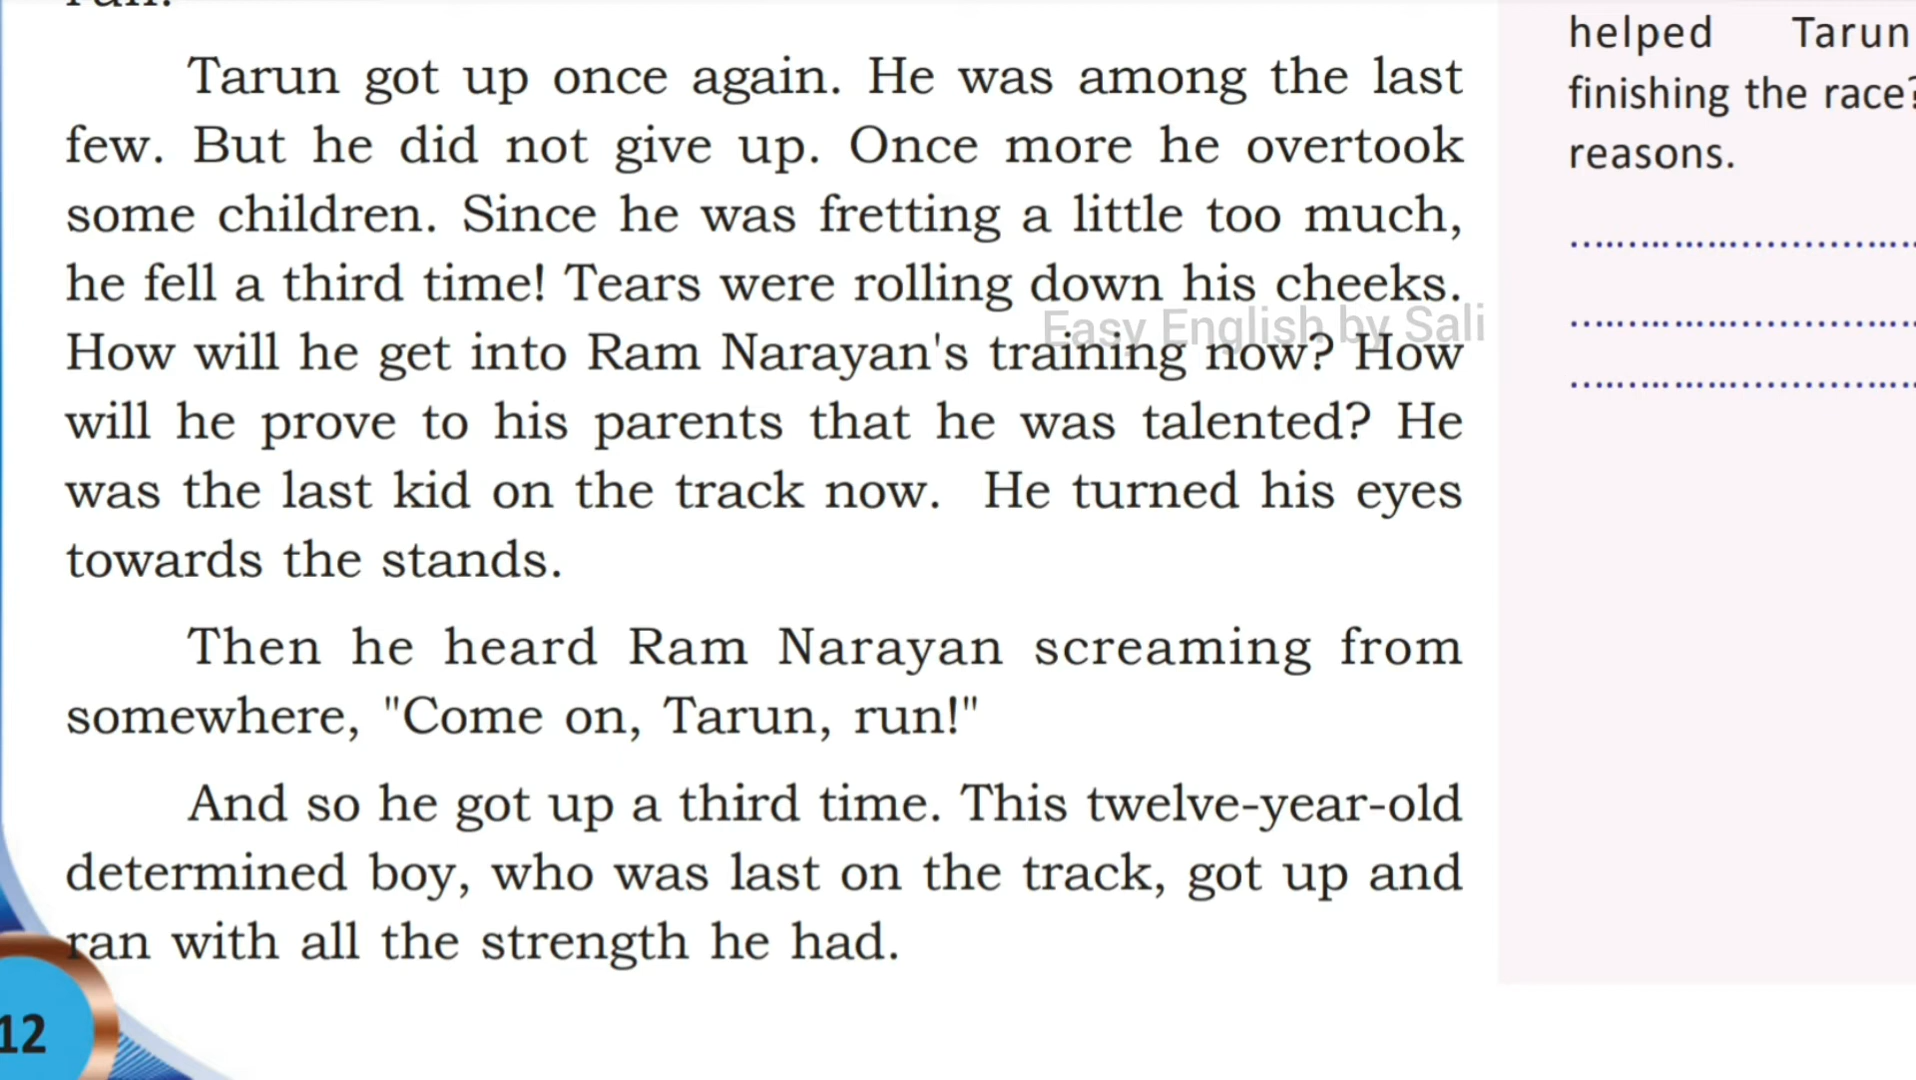 Tarun got up once again. He was among the last
few. But he did not give up. Once more he overtook
some children. Since he was fretting a little too much,
he fell a third time! Tears were rolling down his cheeks.
How will he get into Ram Narayan's training now? How
will he prove to his parents that he was talented? He
was the last kid on the track now. He turned his eyes
towards the stands.
Then he heard Ram Narayan screaming from
somewhere, "Come on, Tarun, run!"
And so he got up a third time. This twelve-year-old
determined boy, who was last on the track, got up and
ran with all the strength he had.
12
helped Tarun
finishing the race?
reasons.
Easy English by Sali